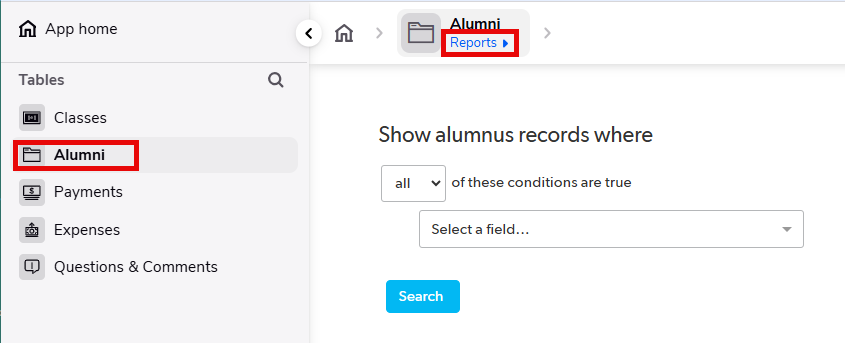 App home
Tables
Classes
Alumni
Payments
Expenses
Questions & Comments
Alumni
Reports
Show alumnus records where
all of these conditions are true
Select a field...
Search